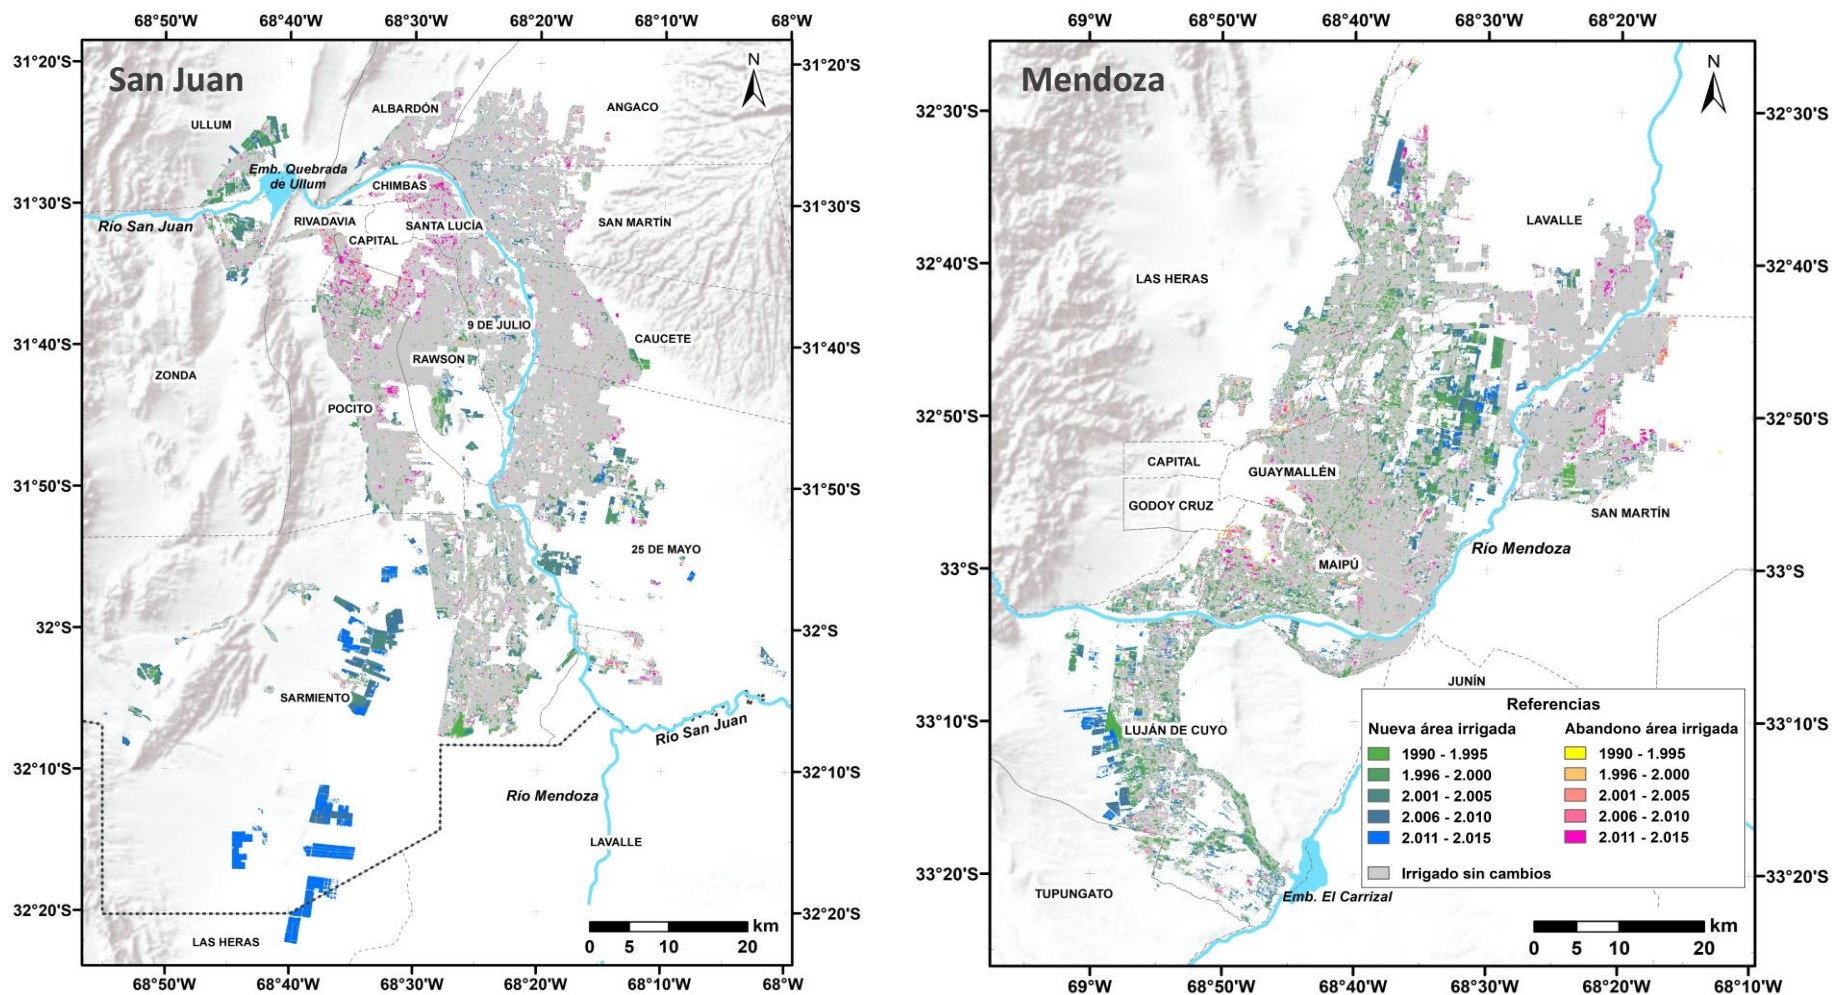 68°50'W 68°40'W 68°30'W 68°20'W 68°10'W 68°W
31°20'S
31°30'S
31°40'S
31°50'S
32°S
32°10'S
32°20'S
San Juan
N
ULLUM
ALBARDÓN
ANGACO
Emb. Quebrada
de Ullum
CHIMBAS
Río San Juan
RIVADAVIA
CAPITAL
SANTA LUCÍA
SAN MARTÍN
9 DE JULIO
CAUCETE
RAWSON
ZONDA
POCITO
25 DE MAYO
SARMIENTO
Río San Juan
Río Mendoza
LAVALLE
LAS HERAS
km
0 5 10 20
31°20'S
31°30'S
31°40'S
31°50'S
32°S
32°10'S
32°20'S
68°50'W 68°40'W 68°30'W 68°20'W 68°10'W 68°0'W
69°W 68°50'W 68°40'W 68°30'W 68°20'W
32°30'S
32°40'S
32°50'S
33°S
33°10'S
33°20'S
Mendoza
N
LAVALLE
LAS HERAS
CAPITAL
GUAYMALLÉN
GODOY CRUZ
SAN MARTÍN
Río Mendoza
MAIPÚ
JUNÍN
LUJÁN DE CUYO
TUPUNGATO
Emb. El Carrizal
Referencias
Nueva área irrigada
1990 - 1.995
1.996 - 2.000
2.001 - 2.005
2.006 - 2.010
2.011 - 2.015
Abandono área irrigada
1990 - 1.995
1.996 - 2.000
2.001 - 2.005
2.006 - 2.010
2.011 - 2.015
Irrigado sin cambios
km
0 5 10 20
32°30'S
32°40'S
32°50'S
33°S
33°10'S
33°20'S
69°0'W 68°50'W 68°40'W 68°30'W 68°20'W 68°10'W